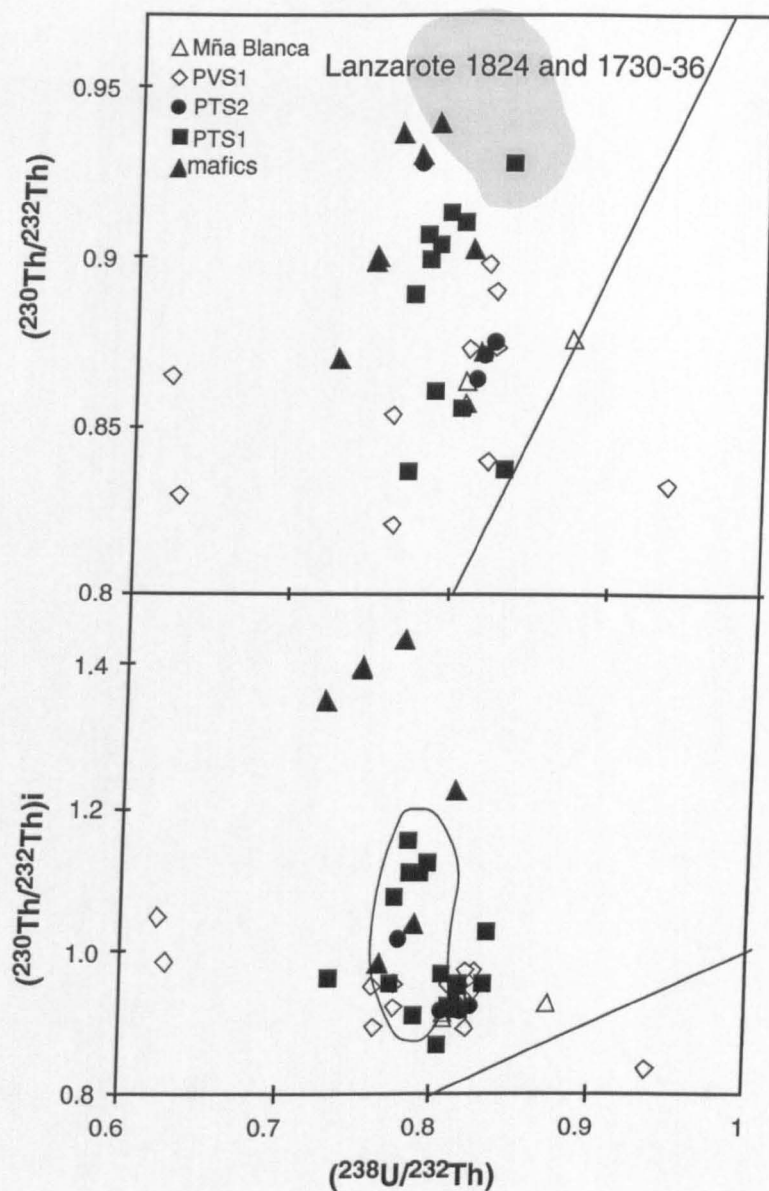 Mña Blanca
PVS1
PTS2
PTS1
mafics
Lanzarote 1824 and 1730-36
(²³⁰Th/²³²Th)
0.95
0.9
0.85
0.8
(²³⁰Th/²³²Th)i
1.4
1.2
1.0
0.8
0.6
0.7
0.8
0.9
1
(²³⁸U/²³²Th)